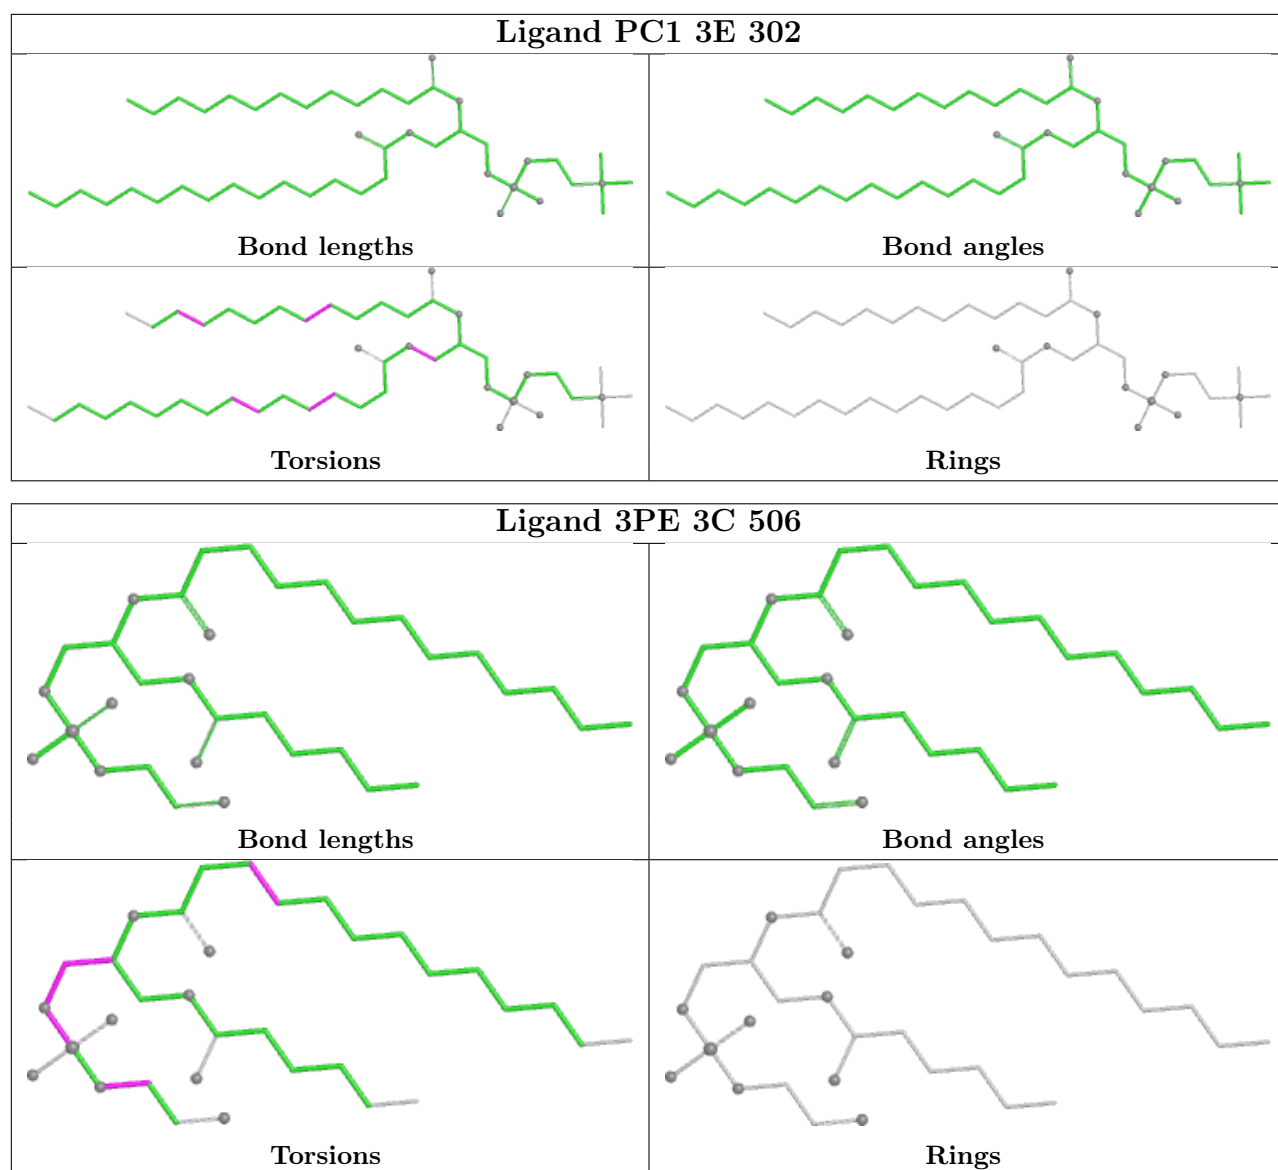 Ligand PC1 3E 302
Bond lengths
Bond angles
Torsions
Rings
Ligand 3PE 3C 506
Bond lengths
Bond angles
Torsions
Rings